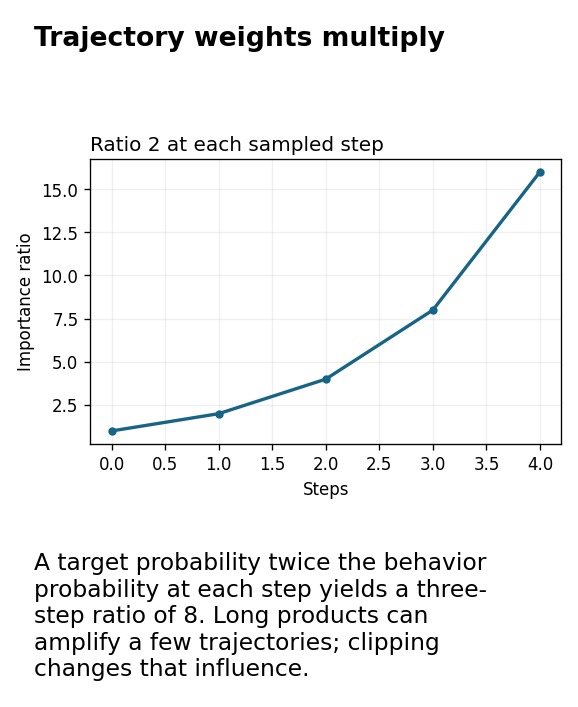 Trajectory weights multiply
Ratio 2 at each sampled step
15.0
12.5
10.0
7.5
5.0
2.5
Importance ratio
0.0 0.5 1.0 1.5 2.0 2.5 3.0 3.5 4.0
Steps
A target probability twice the behavior
probability at each step yields a three-
step ratio of 8. Long products can
amplify a few trajectories; clipping
changes that influence.